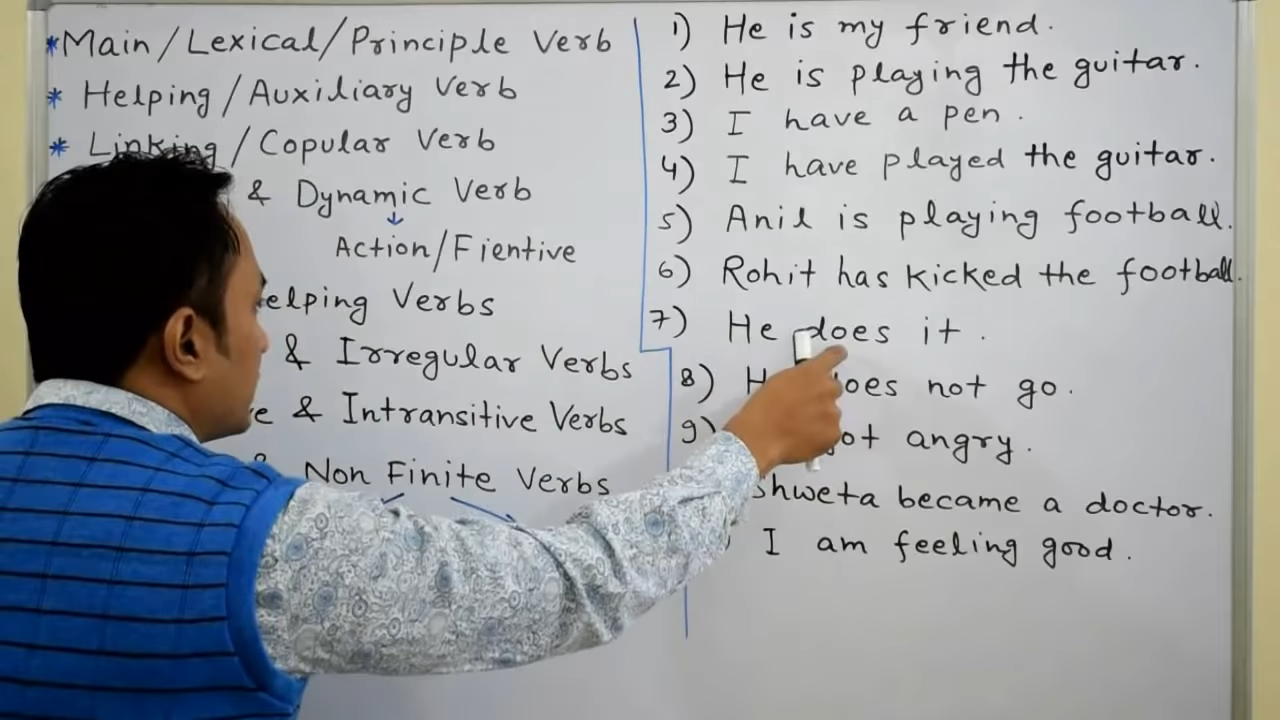 *Main/Lexical/Principle Verb
* Helping/Auxiliary Verb
* Linking/Copular Verb
& Dynamic Verb
↓
Action/Fientive
elping Verbs
& Irregular Verbs
e & Intransitive Verbs
& Non Finite Verbs
1) He is my friend.
2) He is playing the guitar.
3) I have a pen.
4) I have played the guitar.
5) Anil is playing football.
6) Rohit has kicked the football.
7) He does it.
8) H oes not go.
9) ot angry.
Shweta became a doctor.
I am feeling good.